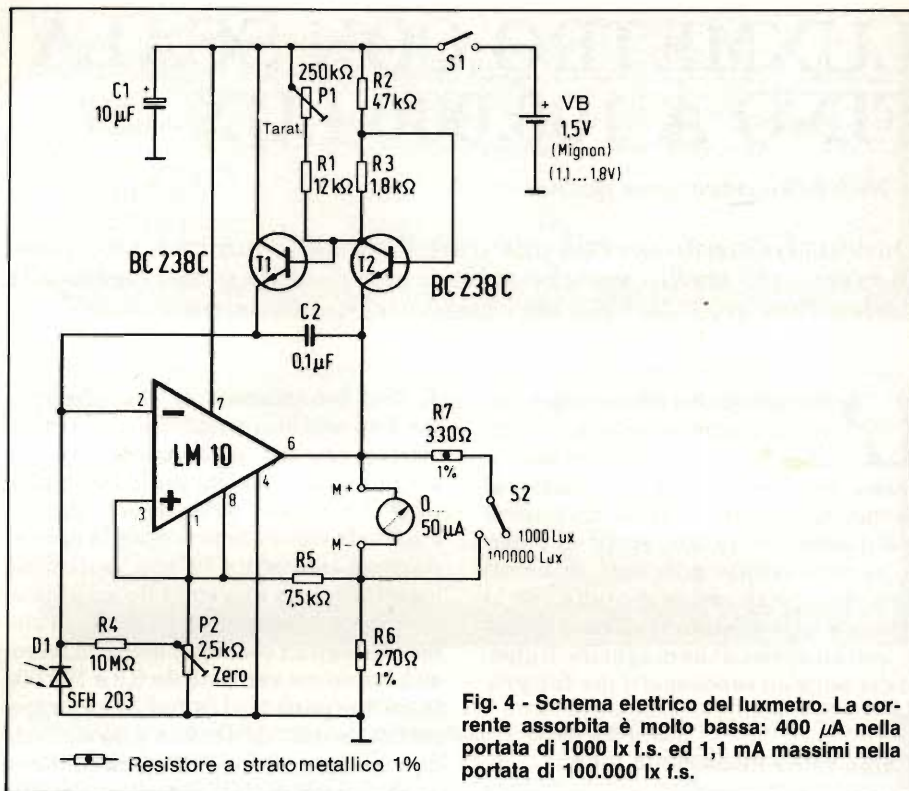 C1
10µF
+
250kΩ
P1
Tarat.
R1
12kΩ
R2
47kΩ
R3
1,8kΩ
S1
+ VB
1,5V
(Mignon)
(1,1...1,8V)
BC 238C
T1
T2
BC 238C
C2
0,1µF
2
−
7
LM 10
6
+
3
1
8
4
R7
330Ω
1%
M+
0...
50µA
M−
S2
1000 Lux
100000 Lux
R5
7,5kΩ
D1
SFH 203
R4
10MΩ
P2
2,5kΩ
Zero
R6
270Ω
1%
Resistore a strato metallico 1%
Fig. 4 - Schema elettrico del luxmetro. La cor-
rente assorbita è molto bassa: 400 µA nella
portata di 1000 lx f.s. ed 1,1 mA massimi nella
portata di 100.000 lx f.s.